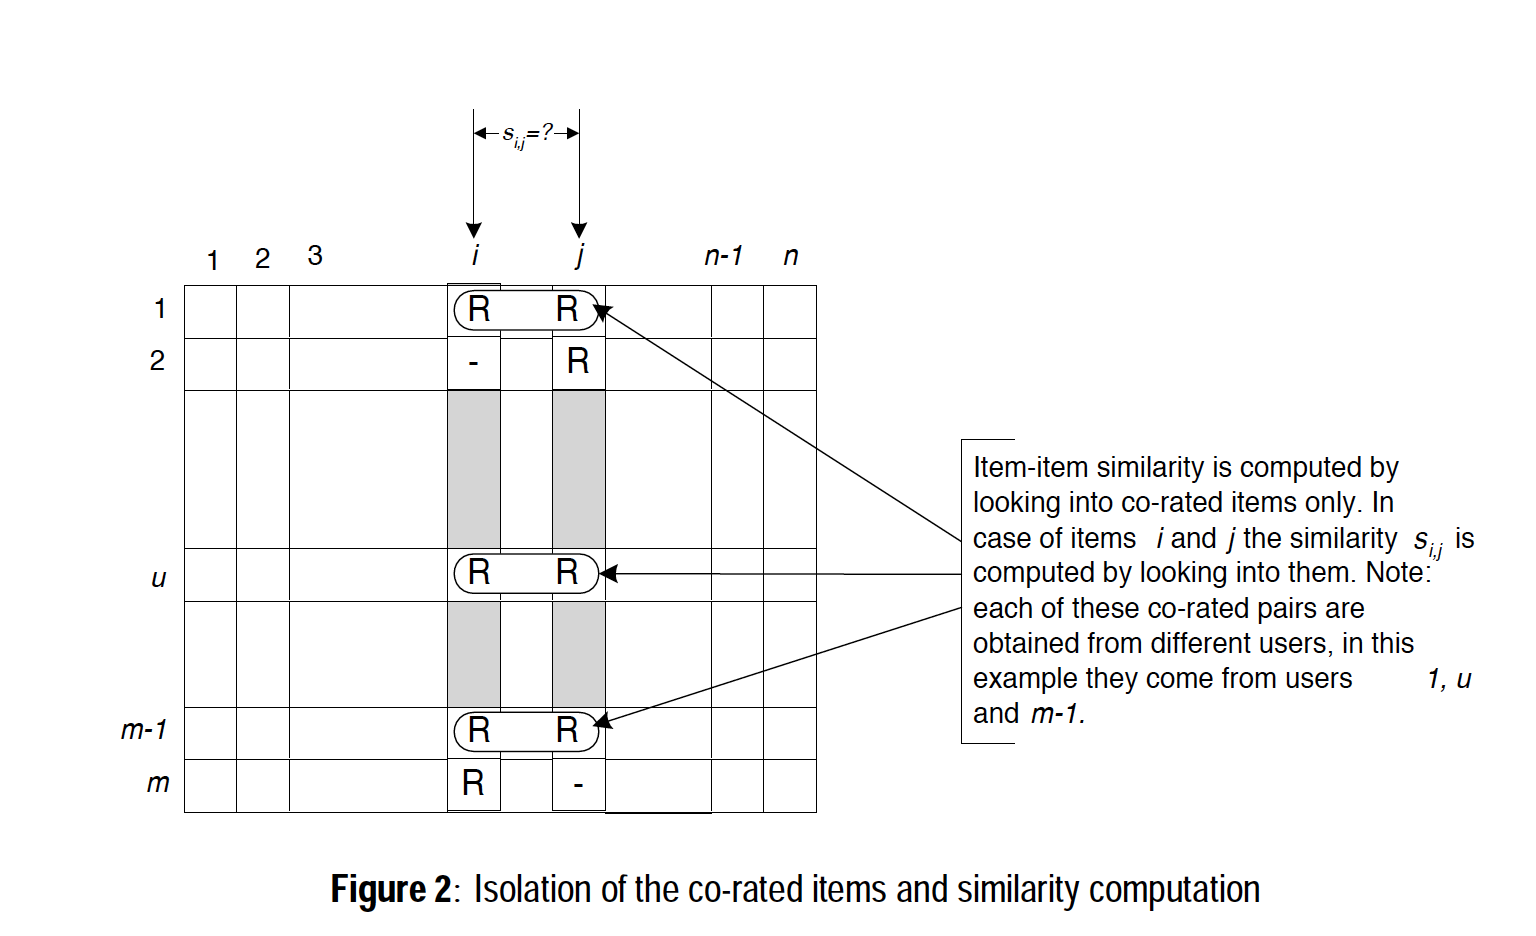 s i,j =?
1 2 3 i j n-1 n
1 R R
2 - R
u R R
m-1 R R
m R -
Item-item similarity is computed by
looking into co-rated items only. In
case of items i and j the similarity s i,j is
computed by looking into them. Note:
each of these co-rated pairs are
obtained from different users, in this
example they come from users 1, u
and m-1.
Figure 2: Isolation of the co-rated items and similarity computation